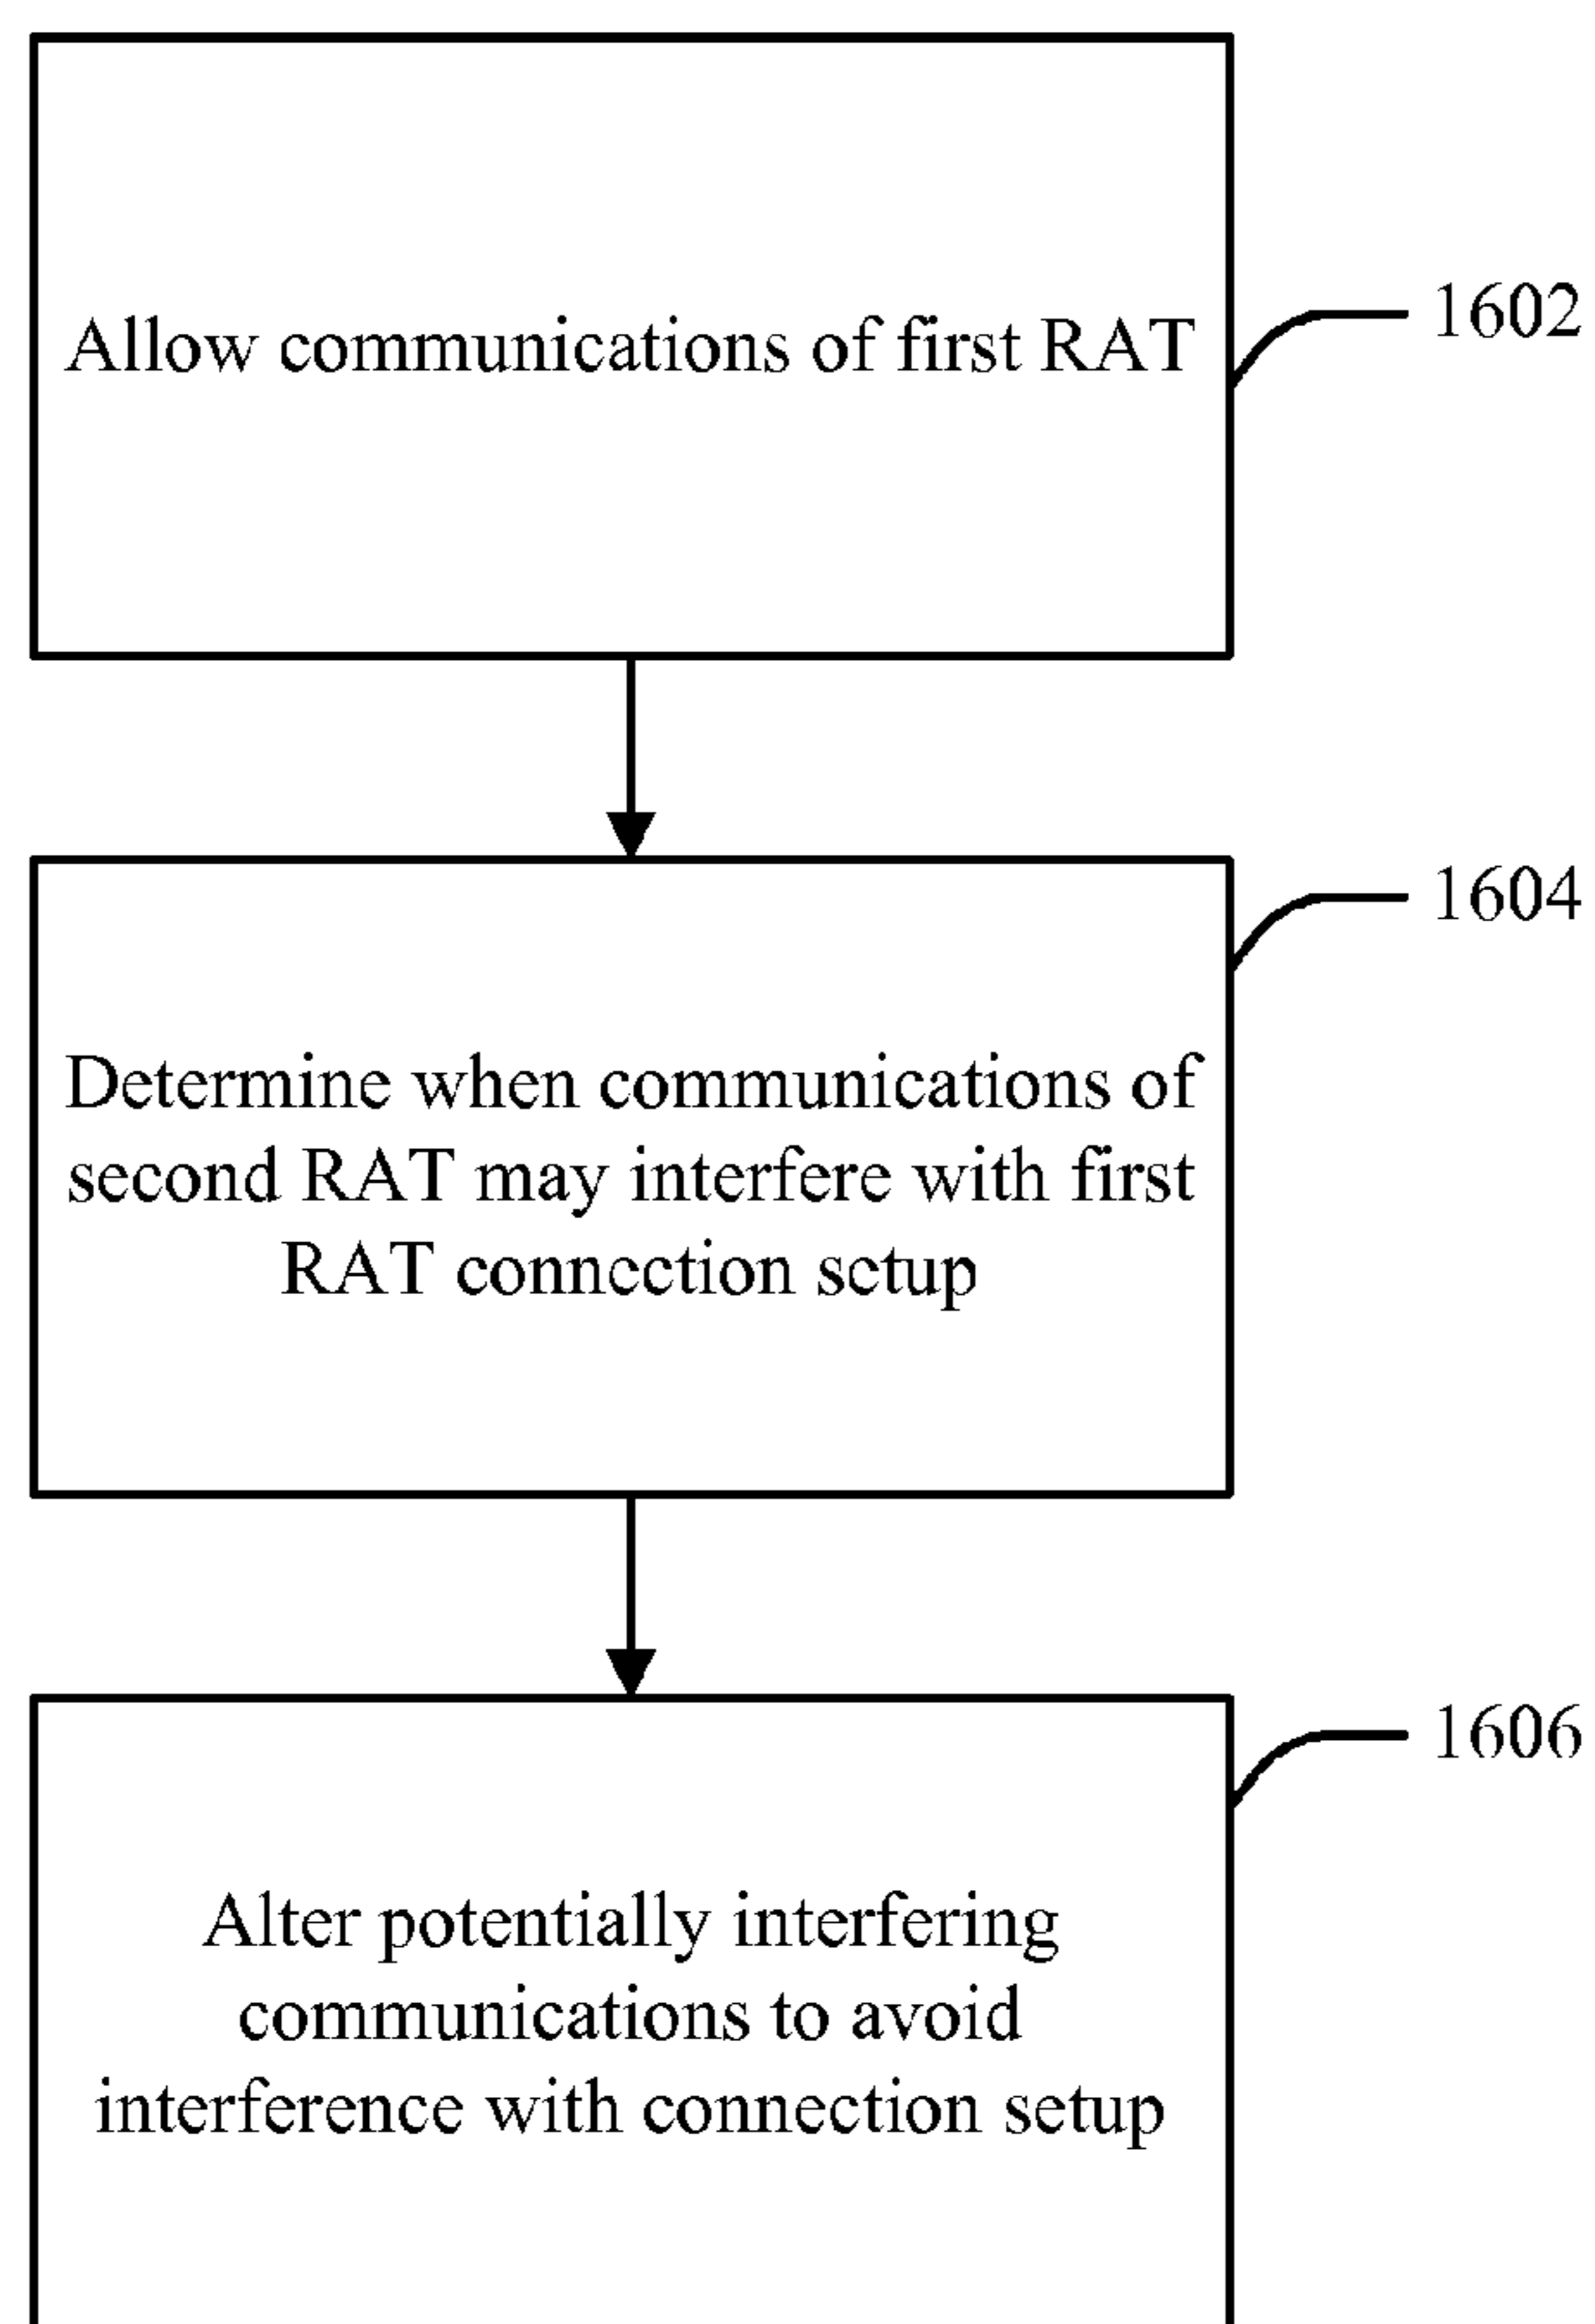 Allow communications of first RAT
1602
Determine when communications of
second RAT may interfere with first
RAT connection setup
1604
Alter potentially interfering
communications to avoid
interference with connection setup
1606